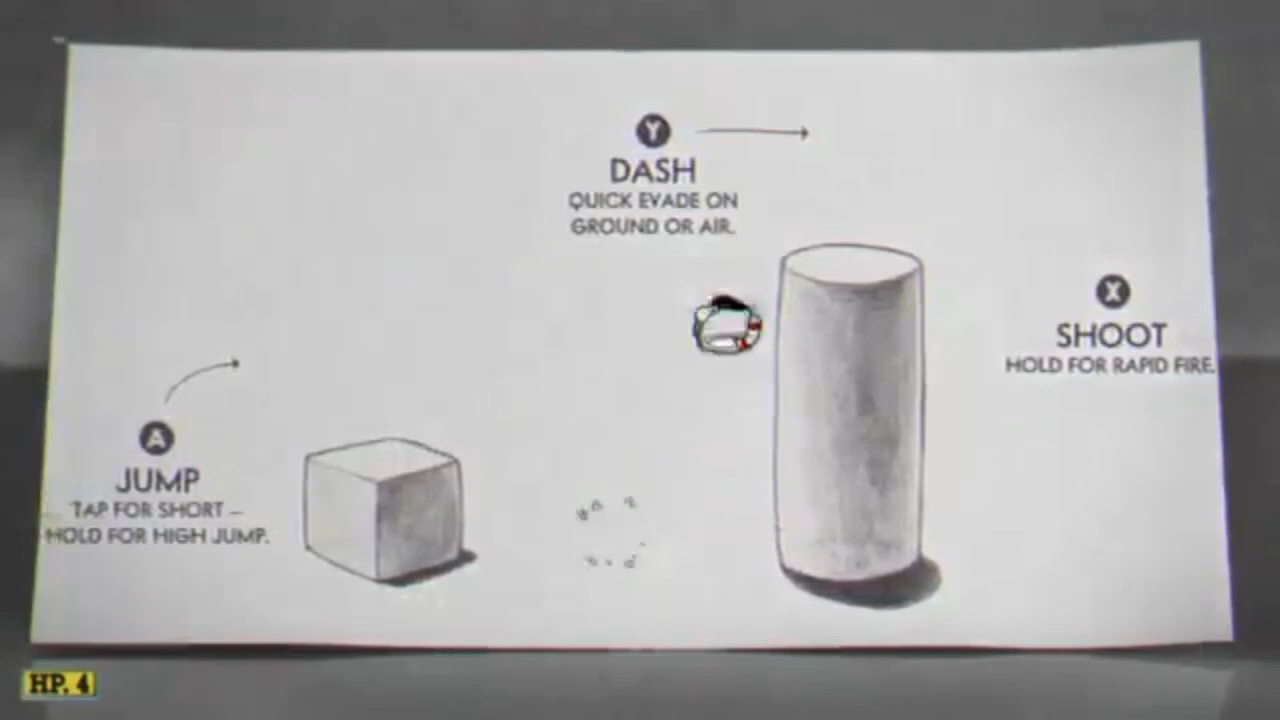 Y
DASH
QUICK EVADE ON
GROUND OR AIR.
X
SHOOT
HOLD FOR RAPID FIRE.
A
JUMP
TAP FOR SHORT –
HOLD FOR HIGH JUMP.
HP. 4